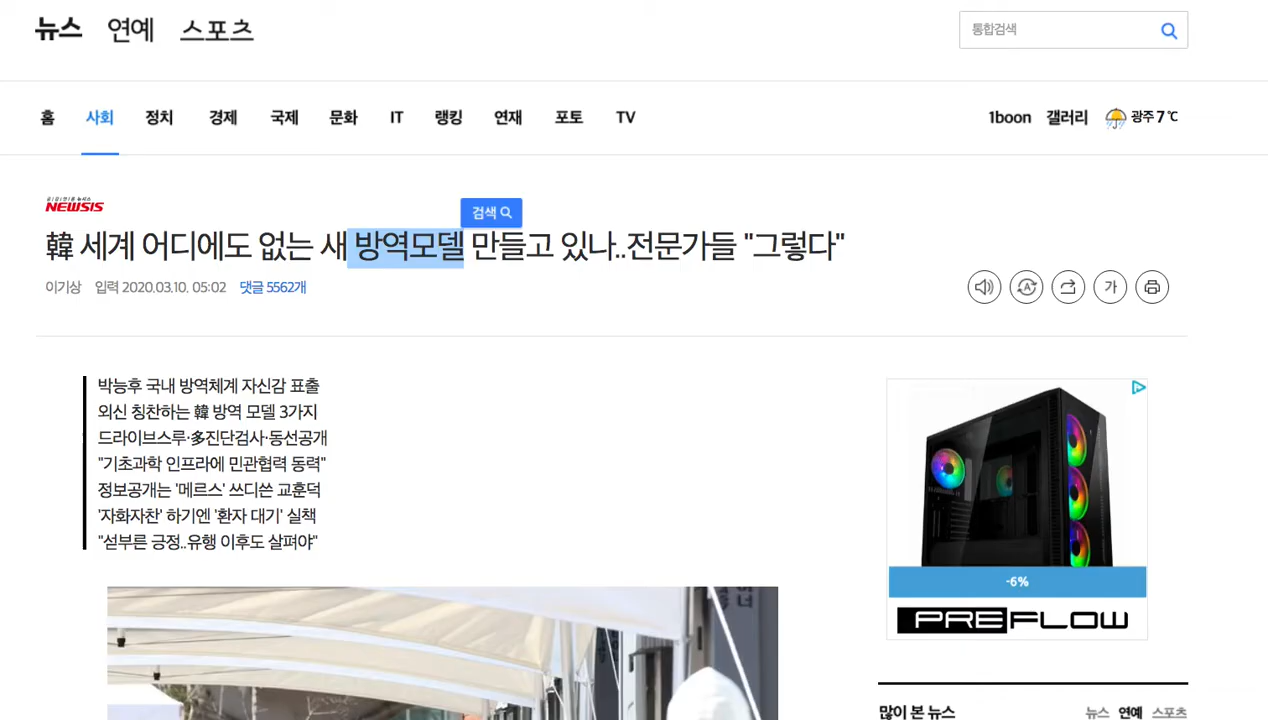 뉴스 연예 스포츠
통합검색
홈 사회 정치 경제 국제 문화 IT 랭킹 연재 포토 TV
1boon 갤러리 광주 7℃
NEWSIS
검색
韓 세계 어디에도 없는 새 방역모델 만들고 있나..전문가들 "그렇다"
이기상 입력 2020.03.10. 05:02 댓글 5562개
가
박능후 국내 방역체계 자신감 표출
외신 칭찬하는 韓 방역 모델 3가지
드라이브스루·多진단검사·동선공개
"기초과학 인프라에 민관협력 동력"
정보공개는 '메르스' 쓰디쓴 교훈덕
'자화자찬' 하기엔 '환자 대기' 실책
"섣부른 긍정..유행 이후도 살펴야"
-6%
PREFLOW
많이 본 뉴스
뉴스 연예 스포츠